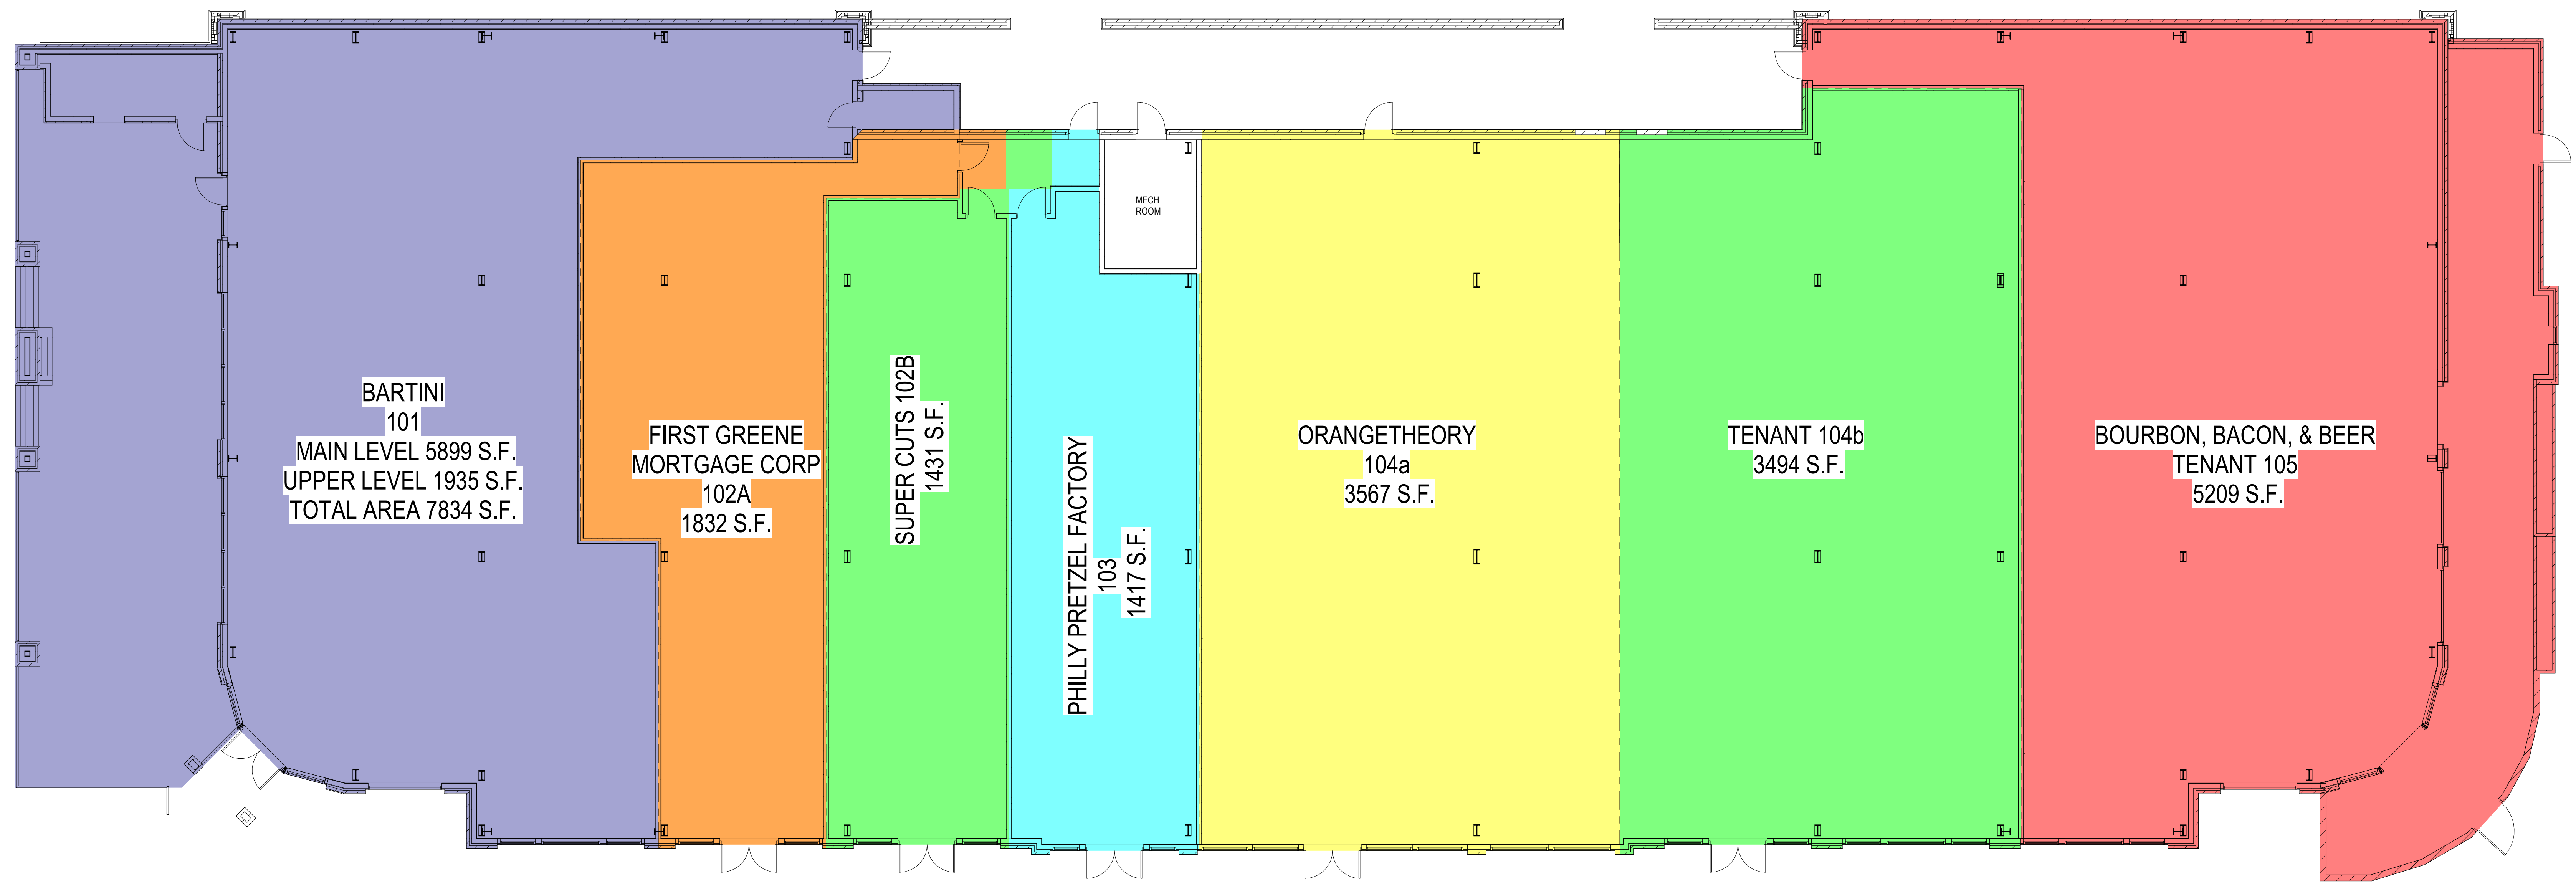 MECH
ROOM
BARTINI
101
MAIN LEVEL 5899 S.F.
UPPER LEVEL 1935 S.F.
TOTAL AREA 7834 S.F.
FIRST GREENE
MORTGAGE CORP
102A
1832 S.F.
SUPER CUTS 102B
1431 S.F.
PHILLY PRETZEL FACTORY
103
1417 S.F.
ORANGETHEORY
104a
3567 S.F.
TENANT 104b
3494 S.F.
BOURBON, BACON, & BEER
TENANT 105
5209 S.F.